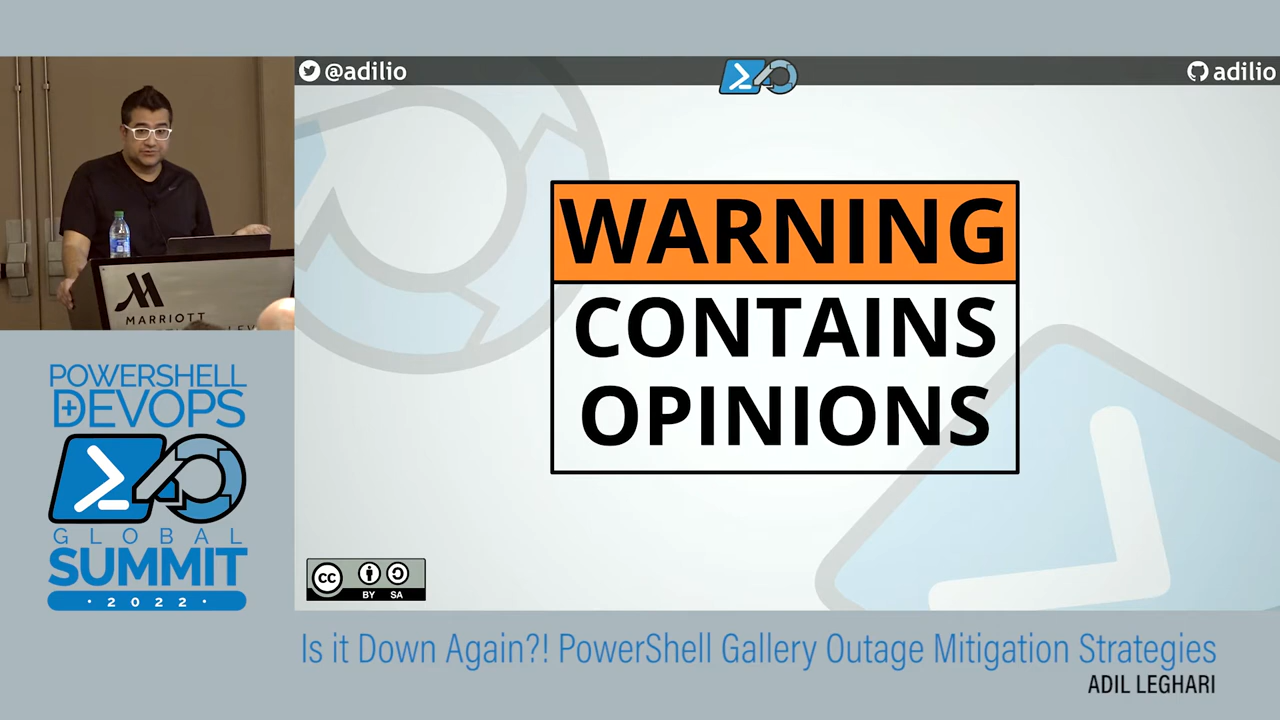 @adilio
adilio
WARNING
CONTAINS
OPINIONS
MARRIOTT
POWERSHELL
+DEVOPS
GLOBAL
SUMMIT
· 2022 ·
cc
BY SA
Is it Down Again?! PowerShell Gallery Outage Mitigation Strategies
ADIL LEGHARI